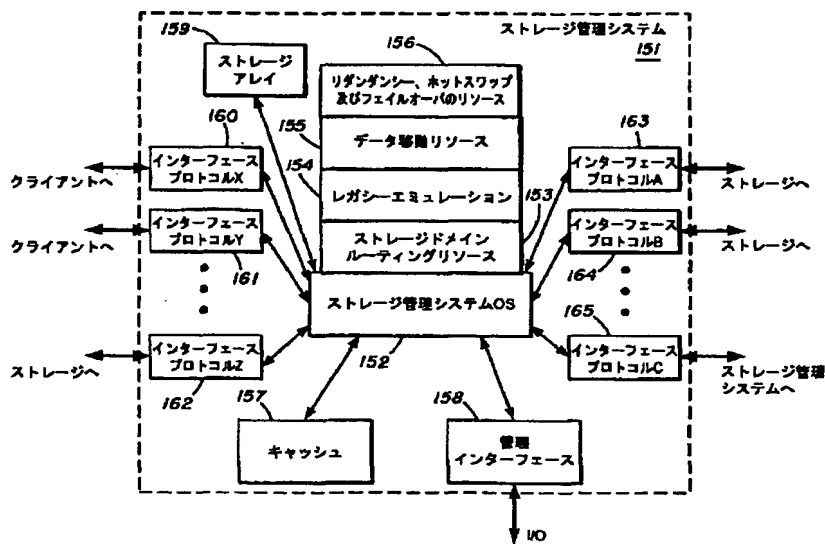 ストレージ管理システム
151
159
ストレージ
アレイ
156
リダンダンシー、ホットスワップ
及びフェイルオーバのリソース
155
データ移動リソース
154
レガシーエミュレーション
153
ストレージドメイン
ルーティングリソース
ストレージ管理システムOS
152
160
クライアントへ
インターフェース
プロトコルX
クライアントへ
インターフェース
プロトコルY
161
ストレージへ
インターフェース
プロトコルZ
162
163
インターフェース
プロトコルA
ストレージへ
インターフェース
プロトコルB
ストレージへ
164
165
インターフェース
プロトコルC
ストレージ管理
システムへ
157
キャッシュ
158
管理
インターフェース
I/O